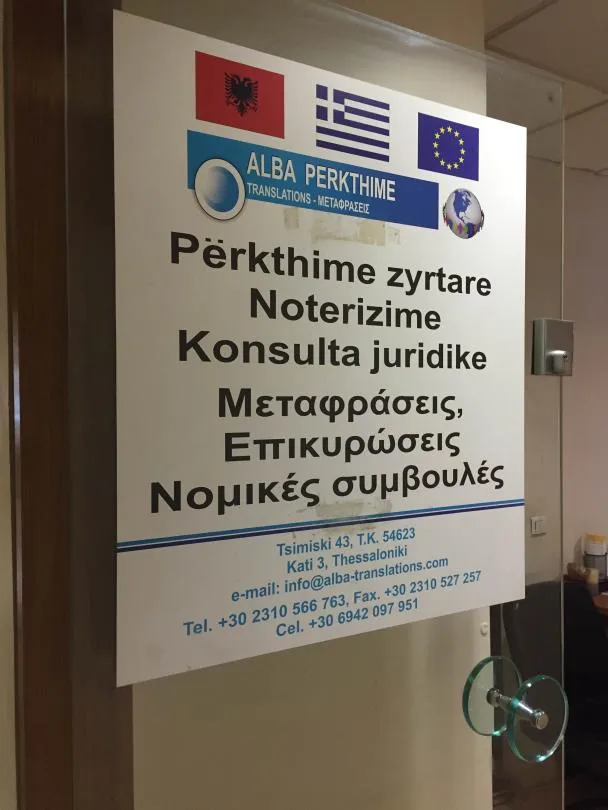 ALBA PERKTHIME
TRANSLATIONS - ΜΕΤΑΦΡΑΣΕΙΣ
Përkthime zyrtare
Noterizime
Konsulta juridike
Μεταφράσεις,
Επικυρώσεις
Νομικές συμβουλές
Tsimiski 43, T.K. 54623
Kati 3, Thessaloniki
e-mail: info@alba-translations.com
Tel. +30 2310 566 763, Fax. +30 2310 527 257
Cel. +30 6942 097 951